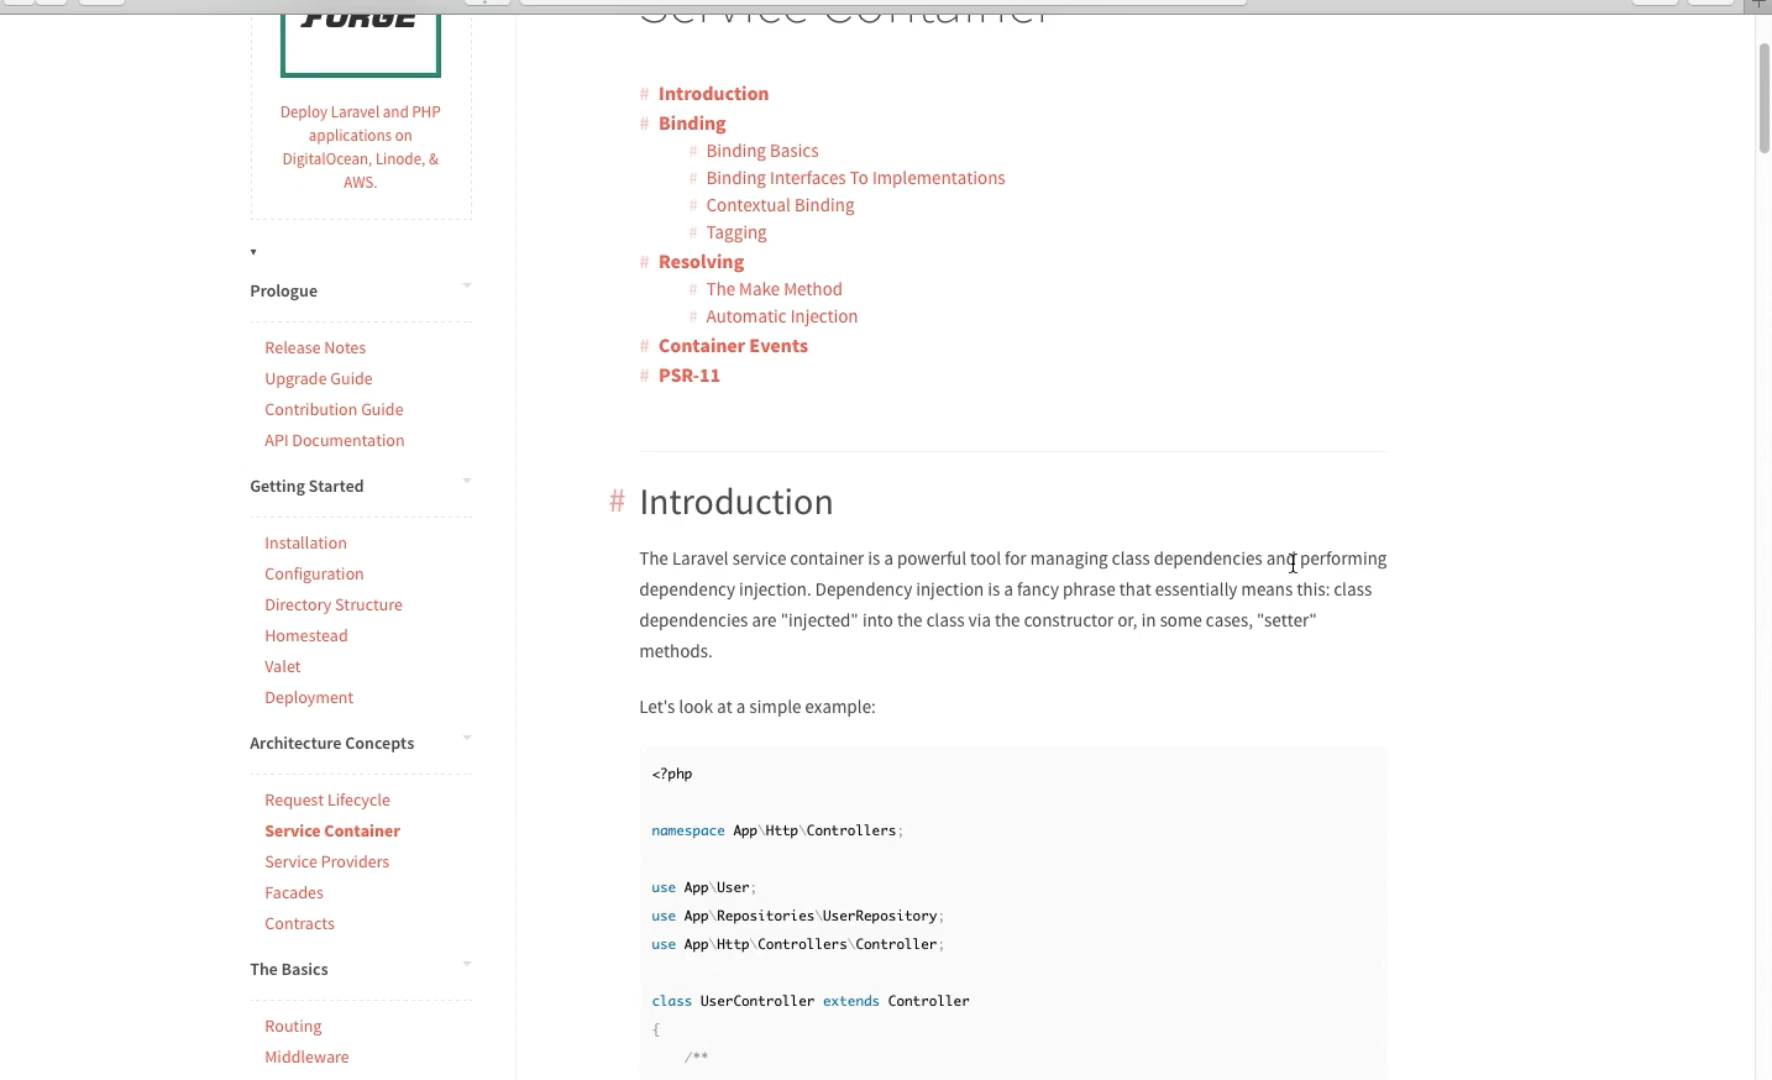 FORGE
Deploy Laravel and PHP
applications on
DigitalOcean, Linode, &
AWS.
Prologue
Release Notes
Upgrade Guide
Contribution Guide
API Documentation
Getting Started
Installation
Configuration
Directory Structure
Homestead
Valet
Deployment
Architecture Concepts
Request Lifecycle
Service Container
Service Providers
Facades
Contracts
The Basics
Routing
Middleware
Service Container
# Introduction
# Binding
# Binding Basics
# Binding Interfaces To Implementations
# Contextual Binding
# Tagging
# Resolving
# The Make Method
# Automatic Injection
# Container Events
# PSR-11
# Introduction
The Laravel service container is a powerful tool for managing class dependencies and performing
dependency injection. Dependency injection is a fancy phrase that essentially means this: class
dependencies are "injected" into the class via the constructor or, in some cases, "setter"
methods.
Let's look at a simple example:
<?php
namespace App\Http\Controllers;
use App\User;
use App\Repositories\UserRepository;
use App\Http\Controllers\Controller;
class UserController extends Controller
{
/**